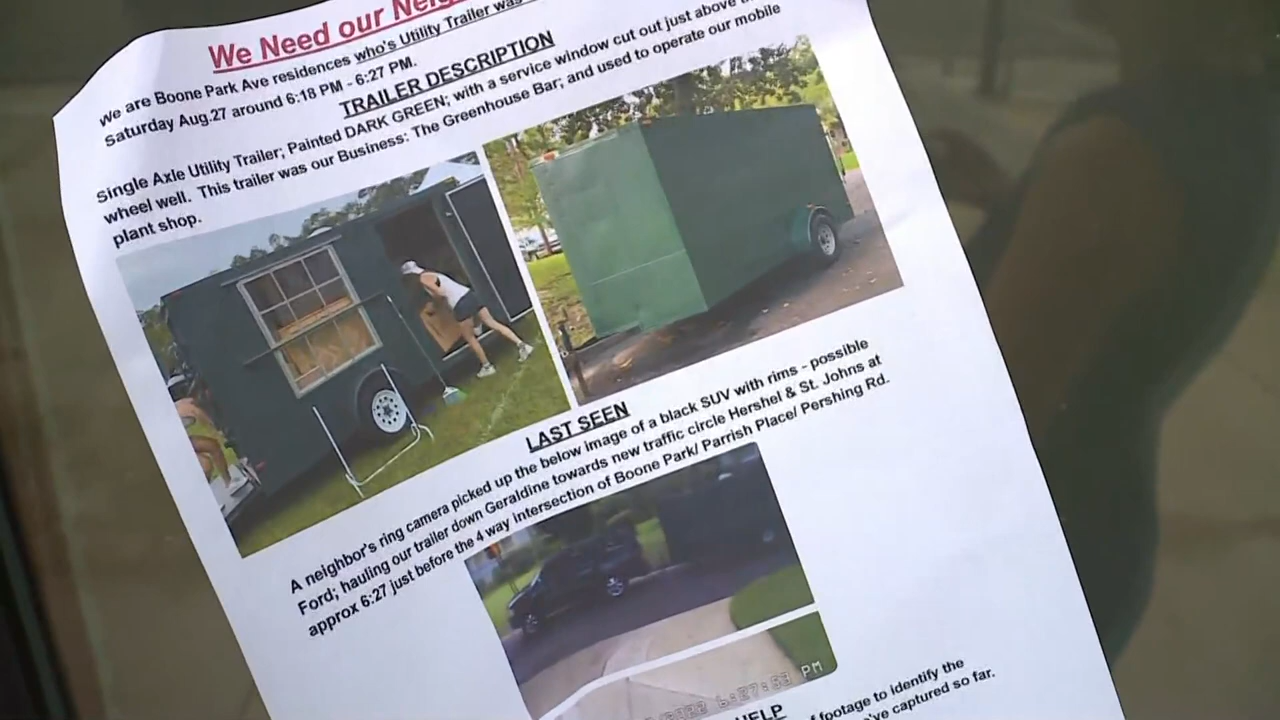 We Need our
We are Boone Park Ave residences who's Utility Trailer was
Saturday Aug.27 around 6:18 PM - 6:27 PM.
TRAILER DESCRIPTION
Single Axle Utility Trailer; Painted DARK GREEN; with a service window cut out just above
wheel well. This trailer was our Business: The Greenhouse Bar; and used to operate our mobile
plant shop.
LAST SEEN
A neighbor's ring camera picked up the below image of a black SUV with rims - possible
Ford; hauling our trailer down Geraldine towards new traffic circle Hershel & St. Johns at
approx 6:27 just before the 4 way intersection of Boone Park/ Parrish Place/ Pershing Rd.
6:27:53 PM
HELP
footage to identify the
captured so far.